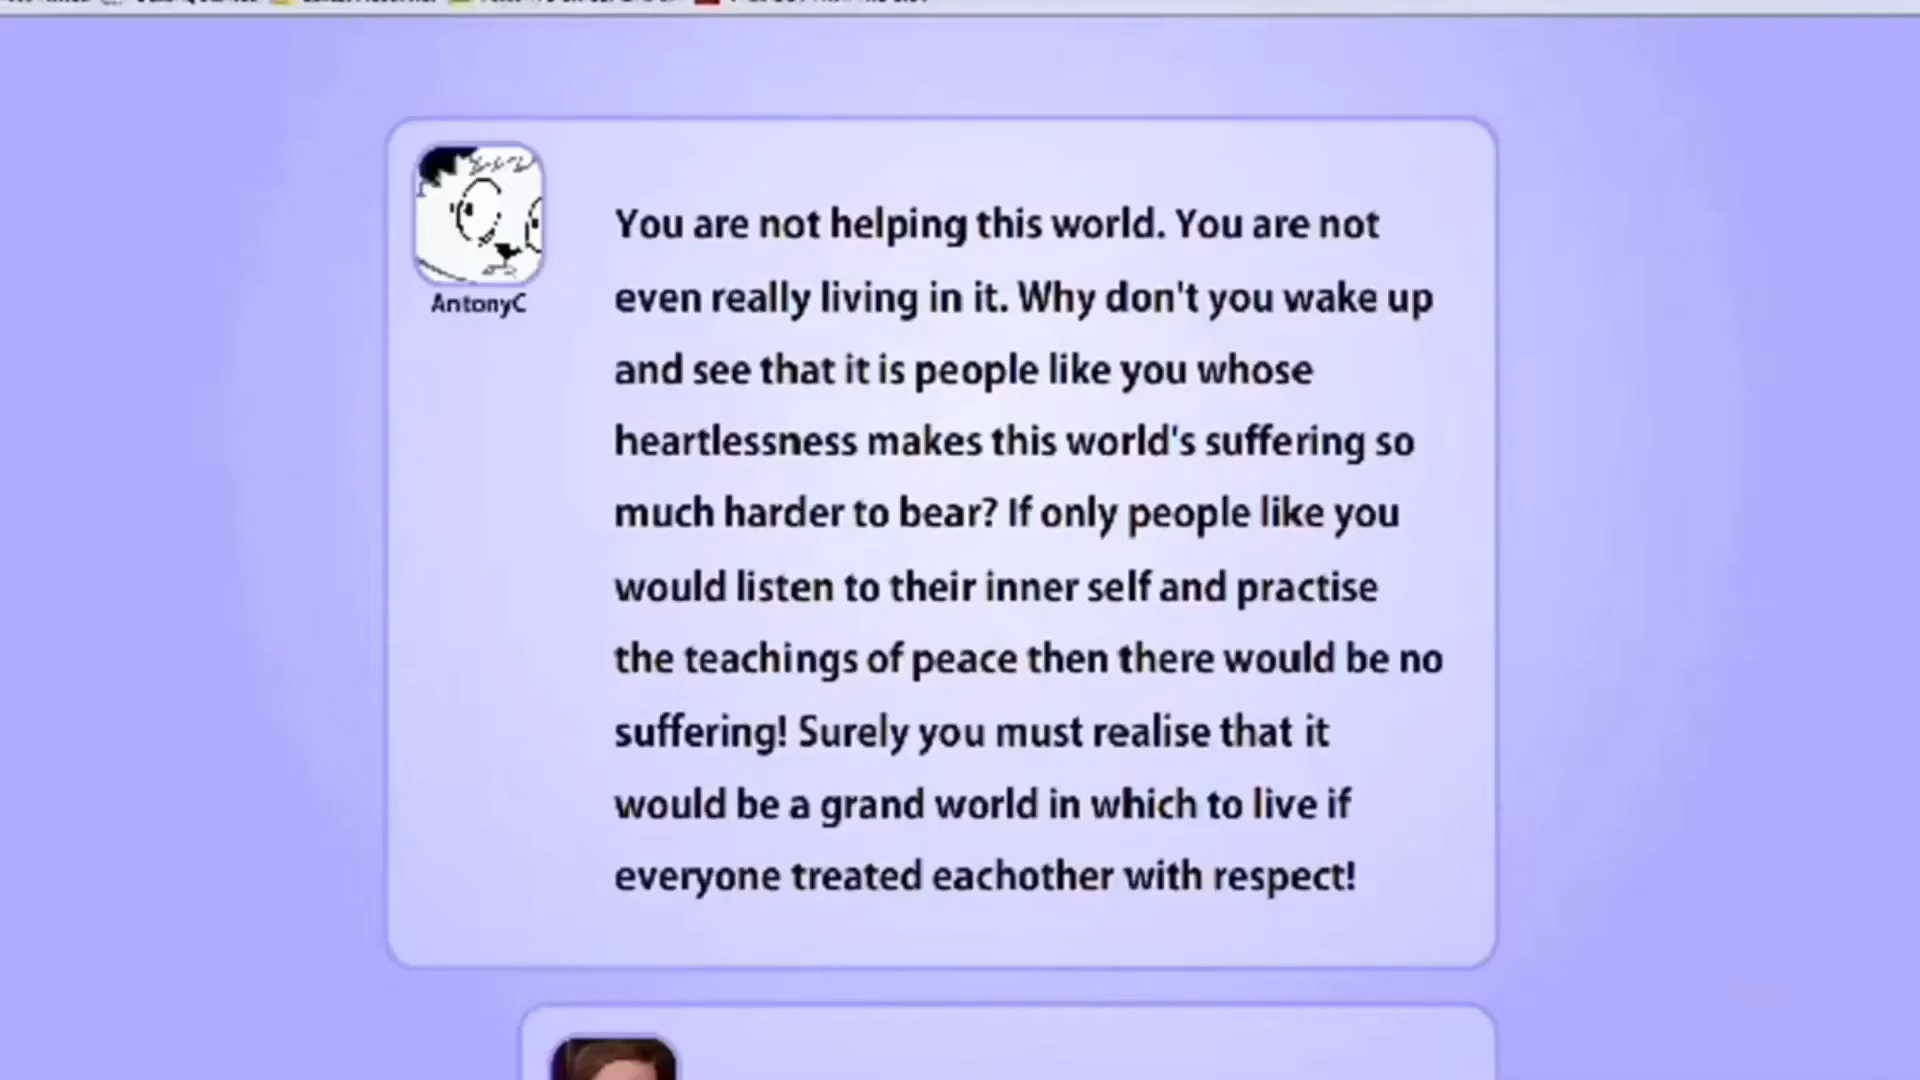 AntonyC
You are not helping this world. You are not
even really living in it. Why don't you wake up
and see that it is people like you whose
heartlessness makes this world's suffering so
much harder to bear? If only people like you
would listen to their inner self and practise
the teachings of peace then there would be no
suffering! Surely you must realise that it
would be a grand world in which to live if
everyone treated eachother with respect!